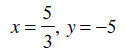 x = 5/3, y = −5